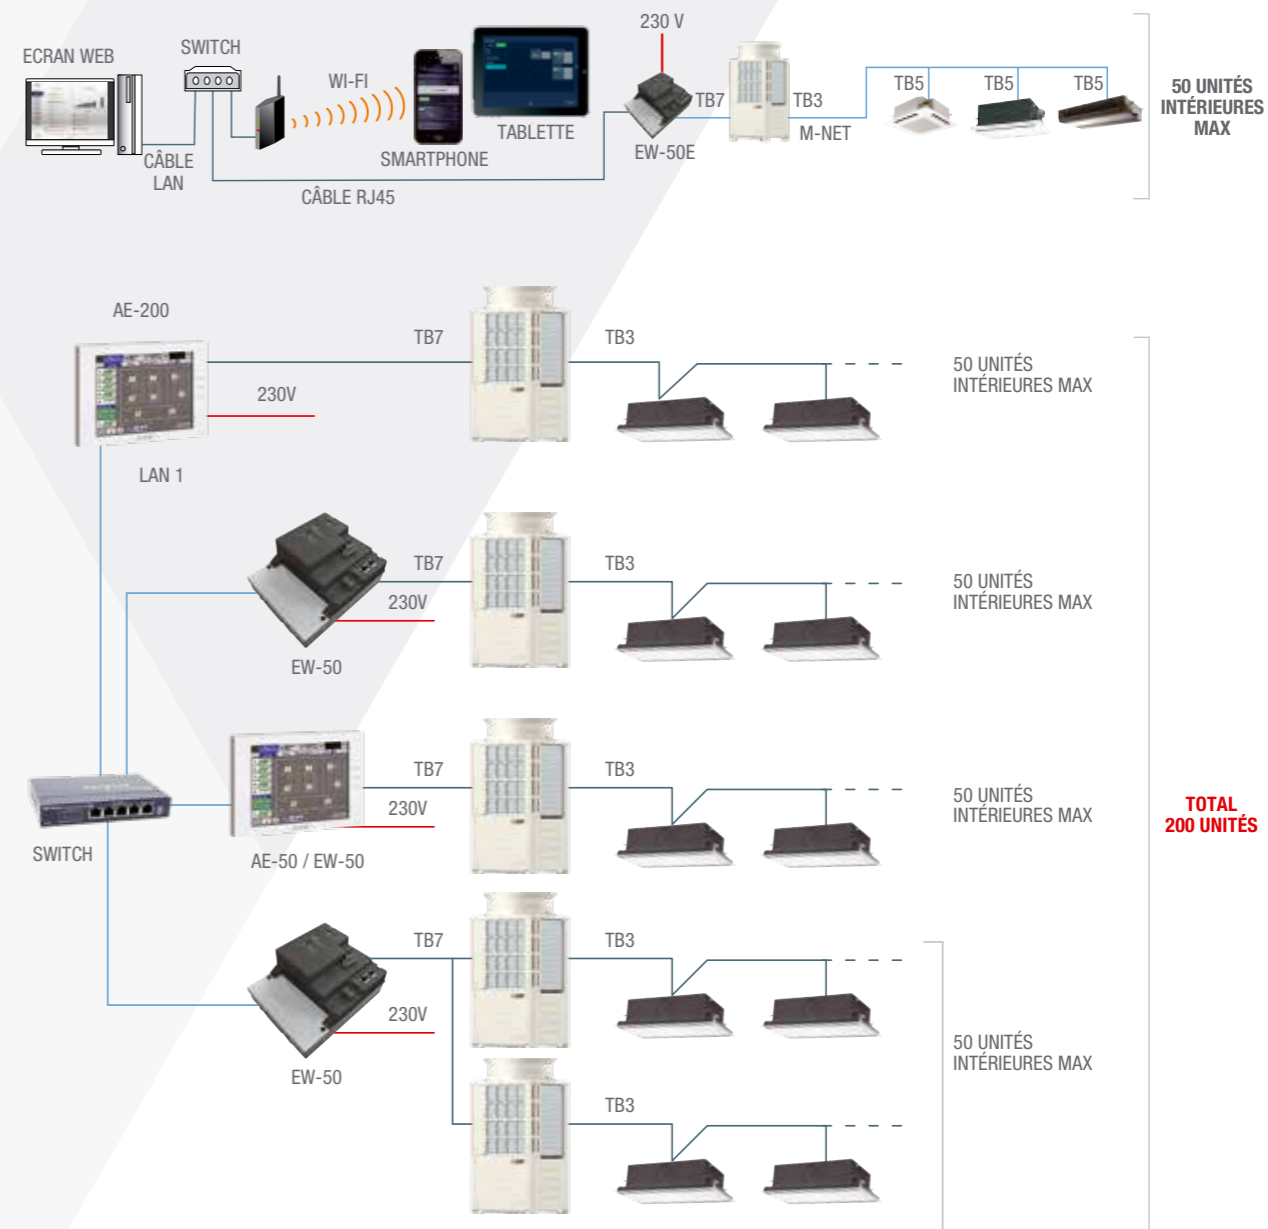 230 V
ECRAN WEB
SWITCH
WI-FI
TB7
TB3
TB5
TB5
TB5
50 UNITÉS
INTÉRIEURES
MAX
TABLETTE
M-NET
EW-50E
SMARTPHONE
CÂBLE
LAN
CÂBLE RJ45
AE-200
TB7
TB3
230V
50 UNITÉS
INTÉRIEURES MAX
LAN 1
TB7
TB3
230V
50 UNITÉS
INTÉRIEURES MAX
EW-50
TB7
TB3
230V
50 UNITÉS
INTÉRIEURES MAX
TOTAL
200 UNITÉS
SWITCH
AE-50 / EW-50
TB7
TB3
230V
50 UNITÉS
INTÉRIEURES MAX
EW-50
TB3